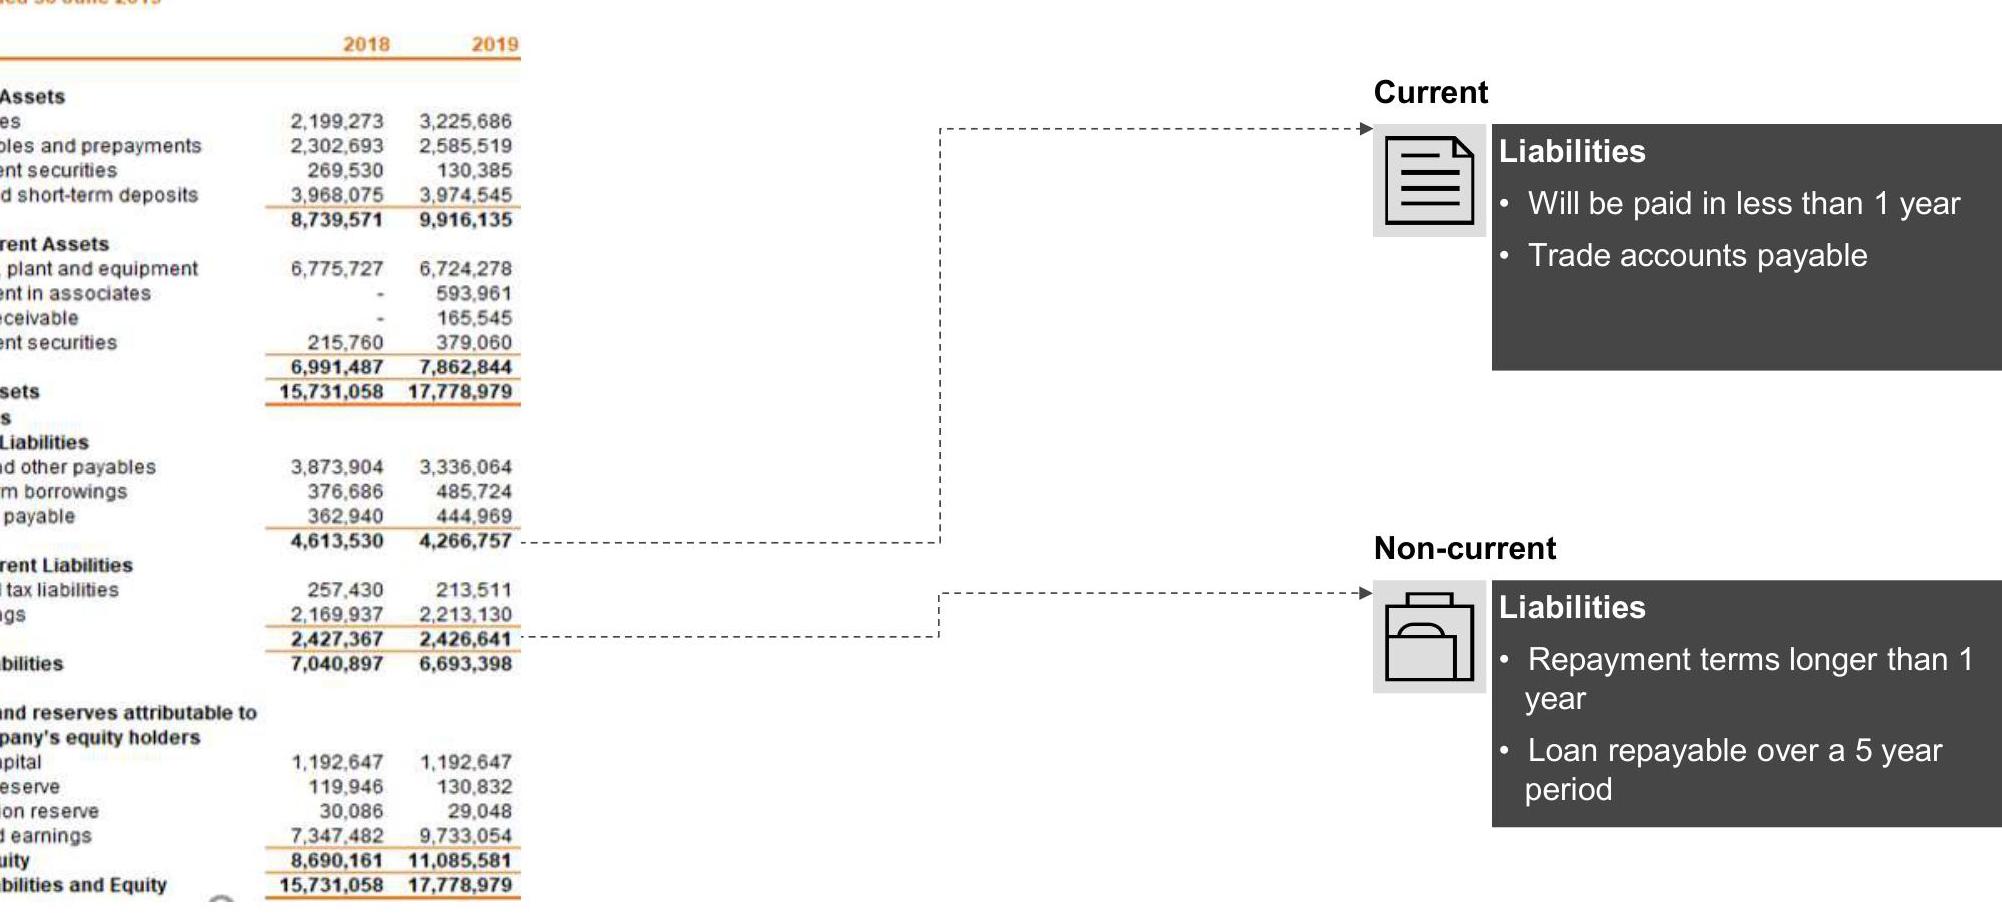 2018 2019
Assets
es 2,199,273 3,225,686
bles and prepayments 2,302,693 2,585,519
ent securities 269,530 130,385
d short-term deposits 3,968,075 3,974,545
8,739,571 9,916,135
rent Assets
, plant and equipment 6,775,727 6,724,278
ent in associates - 593,961
eceivable - 165,545
ent securities 215,760 379,060
6,991,487 7,862,844
sets 15,731,058 17,778,979
s
Liabilities
nd other payables 3,873,904 3,336,064
m borrowings 376,686 485,724
payable 362,940 444,969
4,613,530 4,266,757
rent Liabilities
l tax liabilities 257,430 213,511
ngs 2,169,937 2,213,130
2,427,367 2,426,641
bilities 7,040,897 6,693,398
and reserves attributable to
pany's equity holders
apital 1,192,647 1,192,647
eserve 119,946 130,832
ion reserve 30,086 29,048
d earnings 7,347,482 9,733,054
uity 8,690,161 11,085,581
bilities and Equity 15,731,058 17,778,979
Current
Liabilities
• Will be paid in less than 1 year
• Trade accounts payable
Non-current
Liabilities
• Repayment terms longer than 1
year
• Loan repayable over a 5 year
period